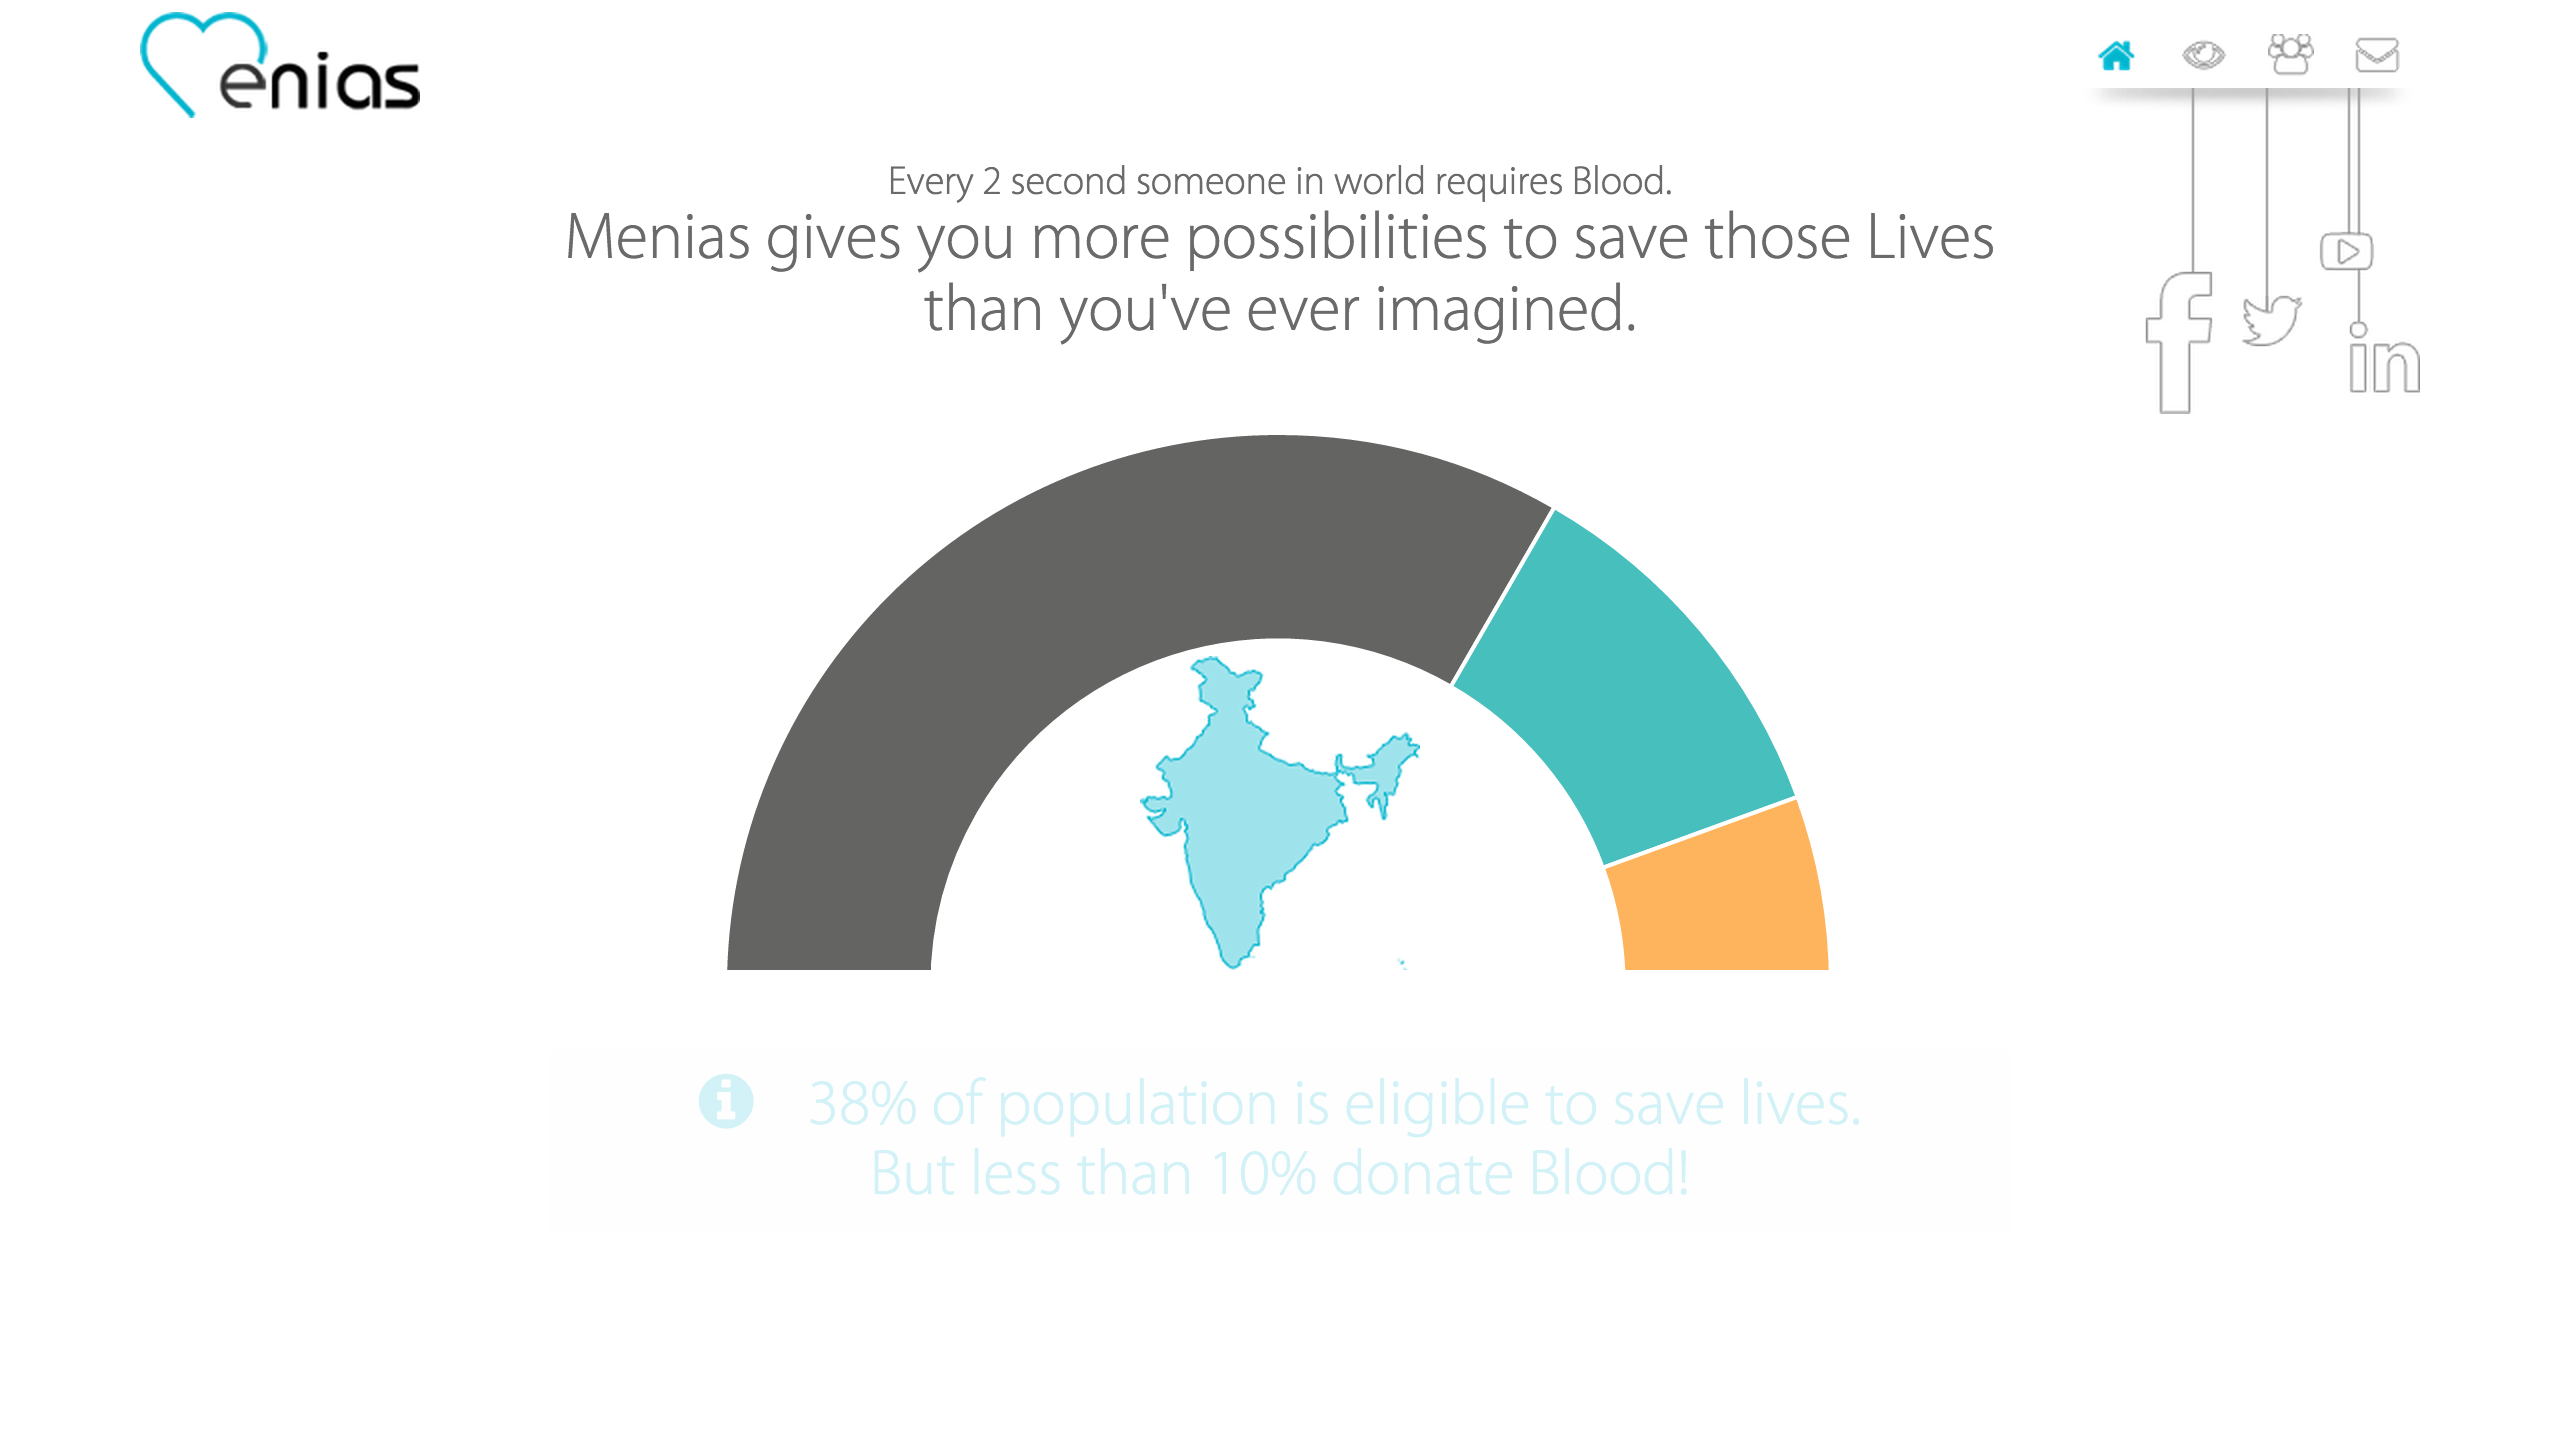 enias
Every 2 second someone in world requires Blood.
Menias gives you more possibilities to save those Lives
than you've ever imagined.
38% of population is eligible to save lives.
But less than 10% donate Blood!